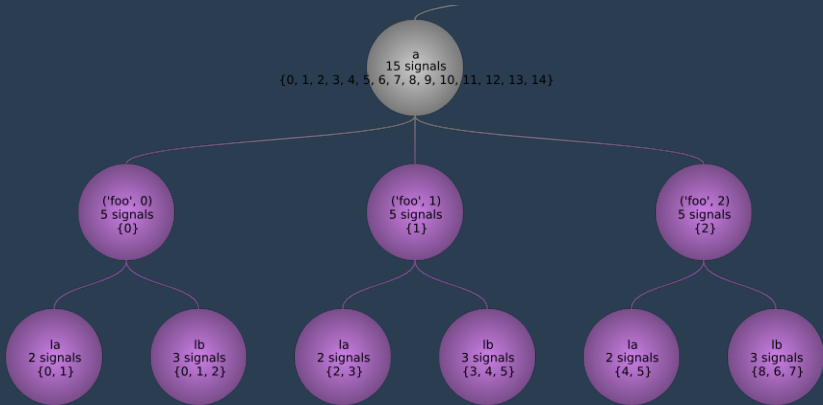 a
15 signals
{0, 1, 2, 3, 4, 5, 6, 7, 8, 9, 10, 11, 12, 13, 14}
('foo', 0)
5 signals
{0}
('foo', 1)
5 signals
{1}
('foo', 2)
5 signals
{2}
la
2 signals
{0, 1}
lb
3 signals
{0, 1, 2}
la
2 signals
{2, 3}
lb
3 signals
{3, 4, 5}
la
2 signals
{4, 5}
lb
3 signals
{8, 6, 7}